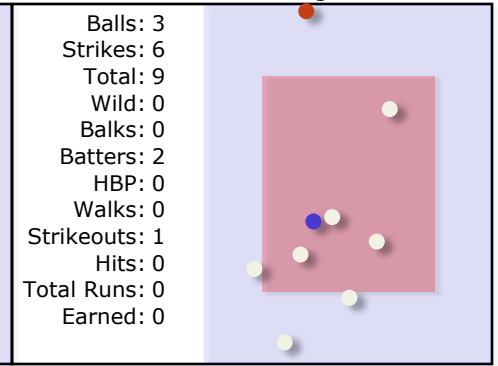 Balls: 3
Strikes: 6
Total: 9
Wild: 0
Balks: 0
Batters: 2
HBP: 0
Walks: 0
Strikeouts: 1
Hits: 0
Total Runs: 0
Earned: 0